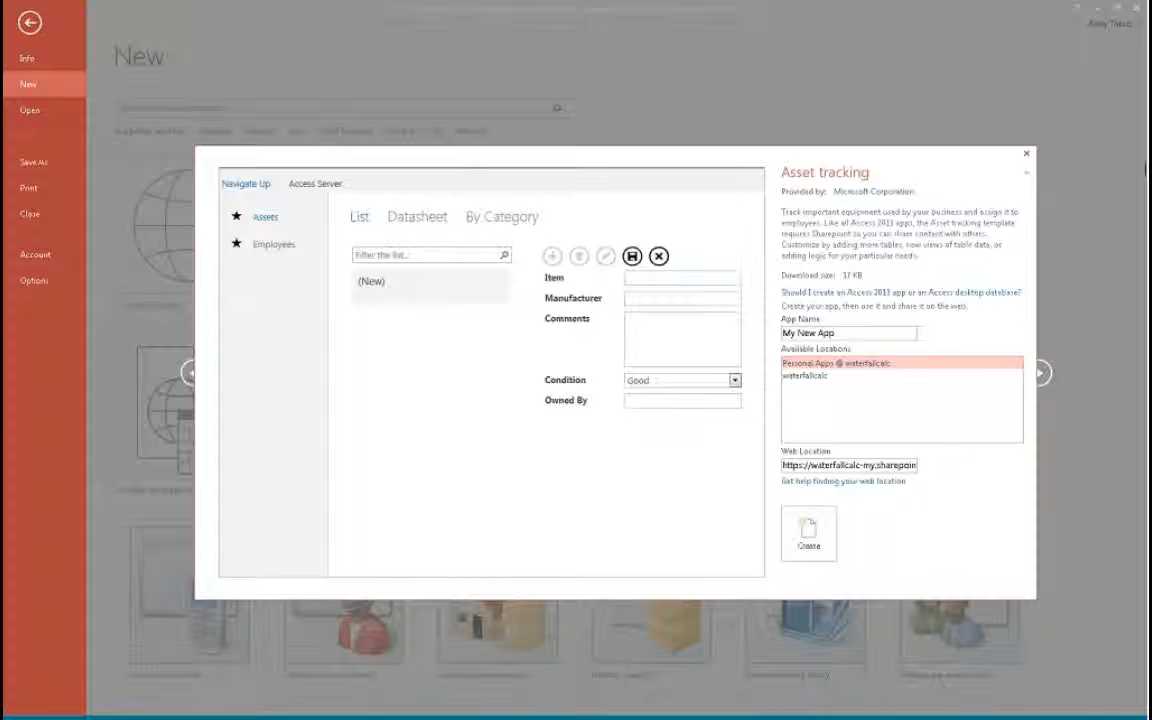 Info
New
Open
Save As
Print
Close
Account
Options
New
Navigate Up Access Server
Assets
Employees
List Datasheet By Category
Filter the list...
(New)
Item
Manufacturer
Comments
Condition Good
Owned By
Asset tracking
Provided by: Microsoft Corporation
Track important equipment used by your business and assign it to
employees. Like all Access 2013 apps, the Asset tracking template
requires Sharepoint so you can share contact with others.
Customize by adding more tables, new views of table data, or
adding logic for your particular needs.
Download size: 17 KB
Should I create an Access 2013 app or an Access desktop database?
Create your app, then use it and share it on the web.
App Name
My New App
Available Locations
Personal Apps @ waterfallcalc
waterfallcalc
Web Location
https://waterfallcalc-my.sharepoin
Get help finding your web location
Create